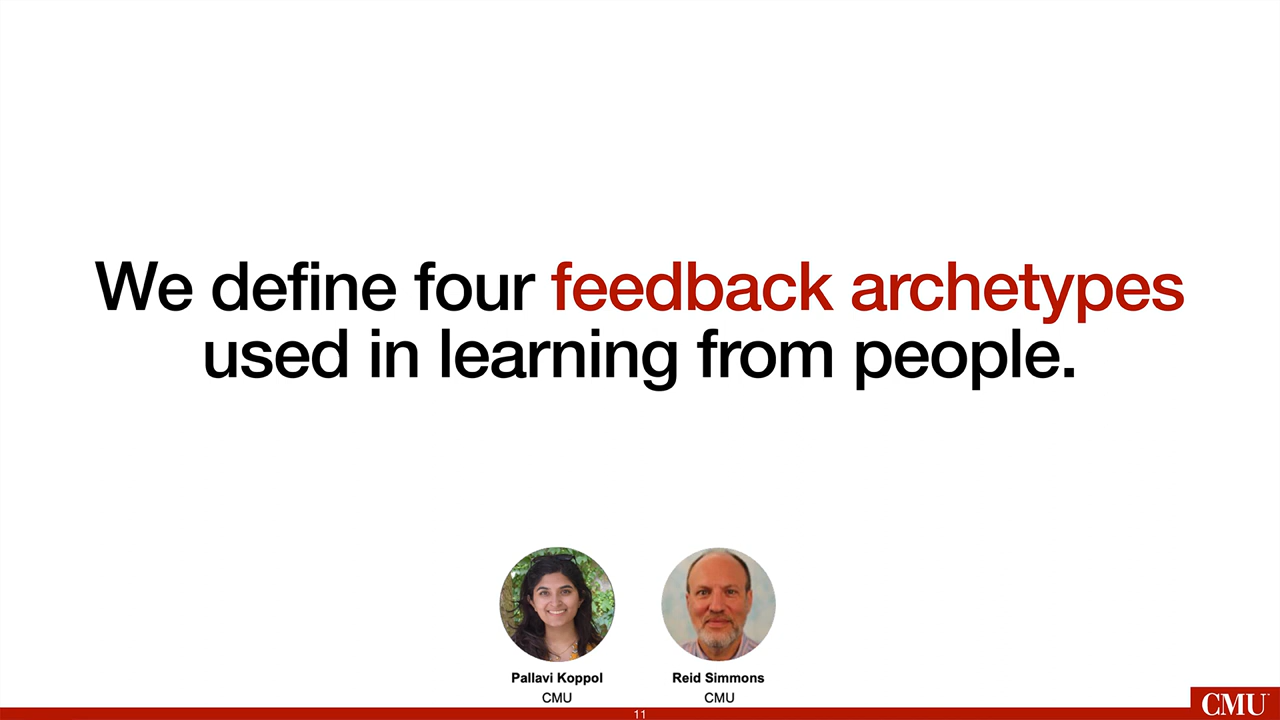 We define four feedback archetypes
used in learning from people.
Pallavi Koppol
CMU
Reid Simmons
CMU
11
CMU